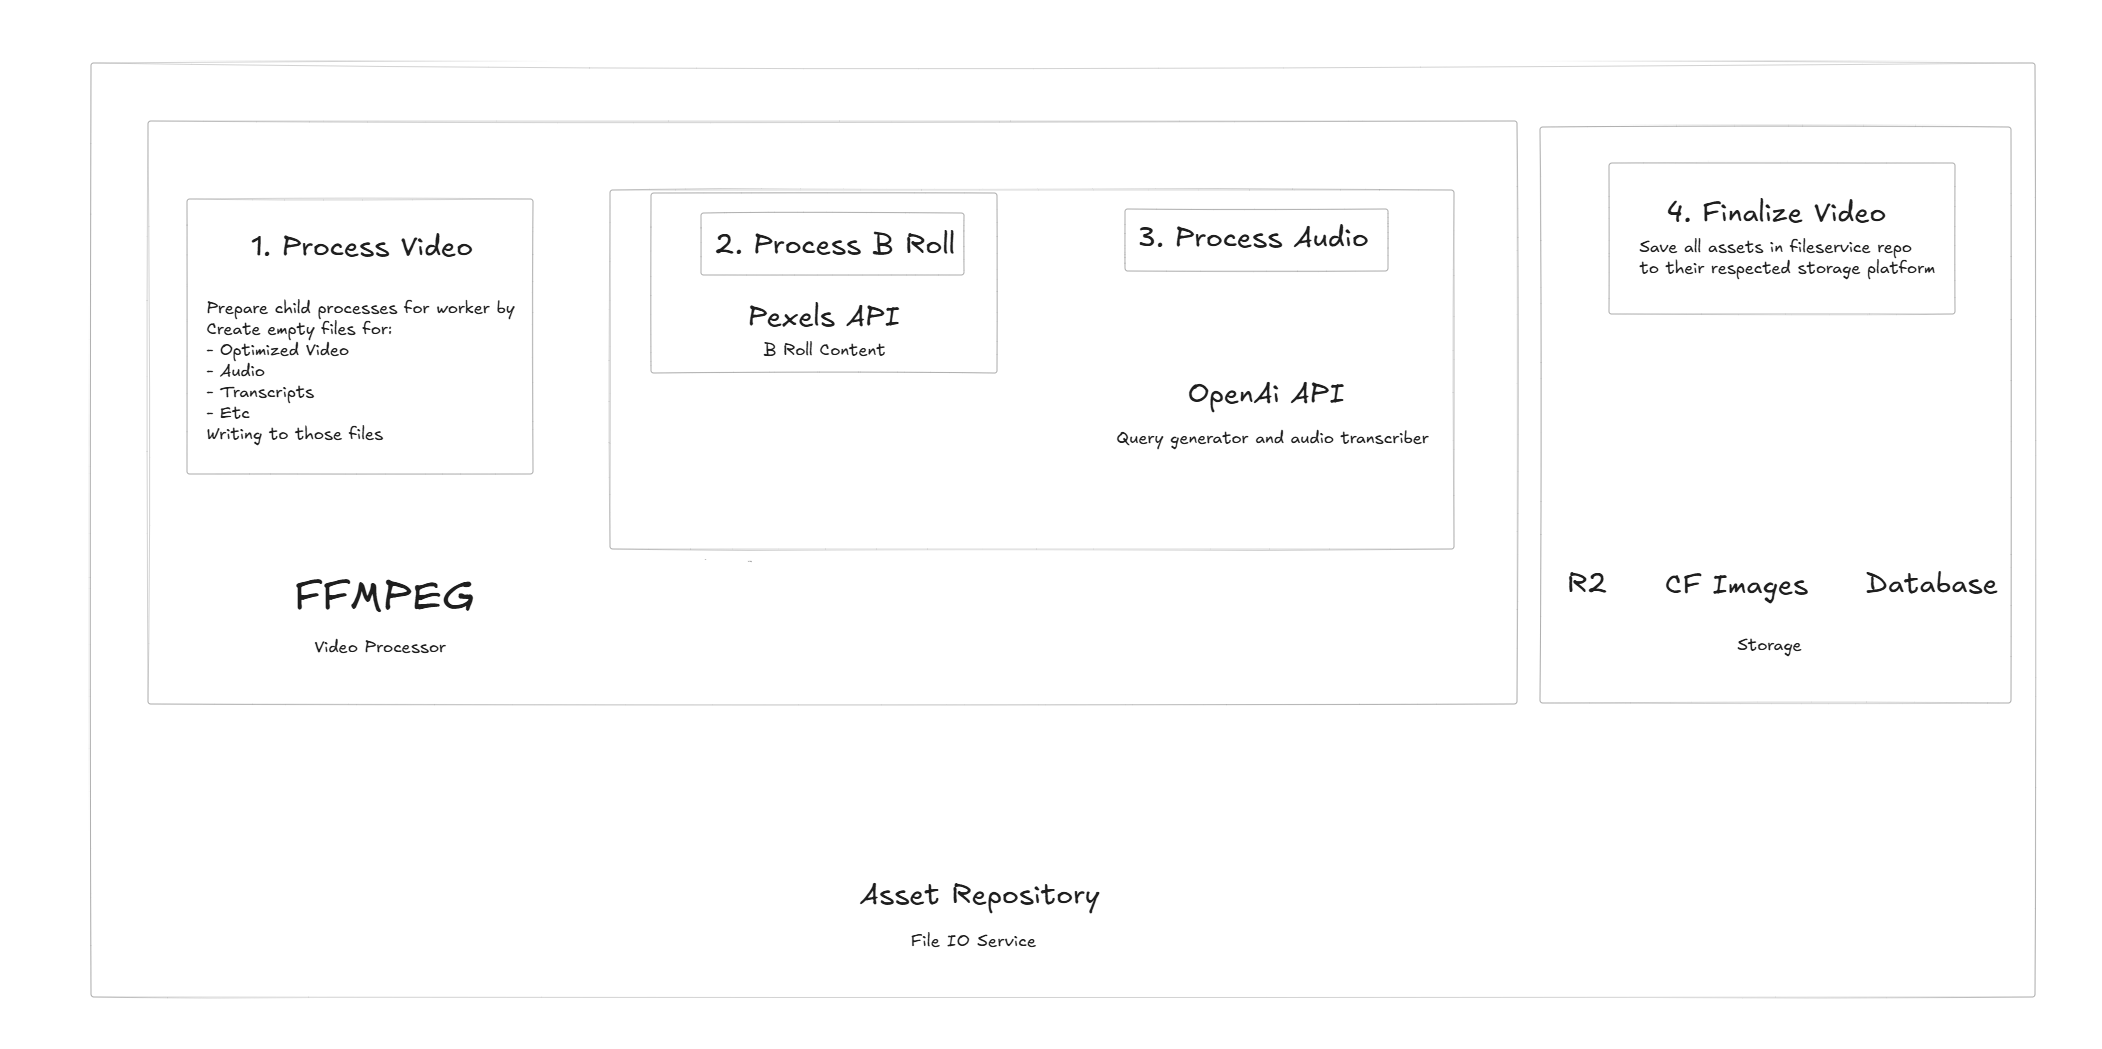 1. Process Video
Prepare child processes for worker by
Create empty files for:
- Optimized Video
- Audio
- Transcripts
- Etc
Writing to those files
FFMPEG
Video Processor
2. Process B Roll
Pexels API
B Roll Content
3. Process Audio
OpenAi API
Query generator and audio transcriber
4. Finalize Video
Save all assets in fileservice repo
to their respected storage platform
R2
CF Images
Database
Storage
Asset Repository
File IO Service